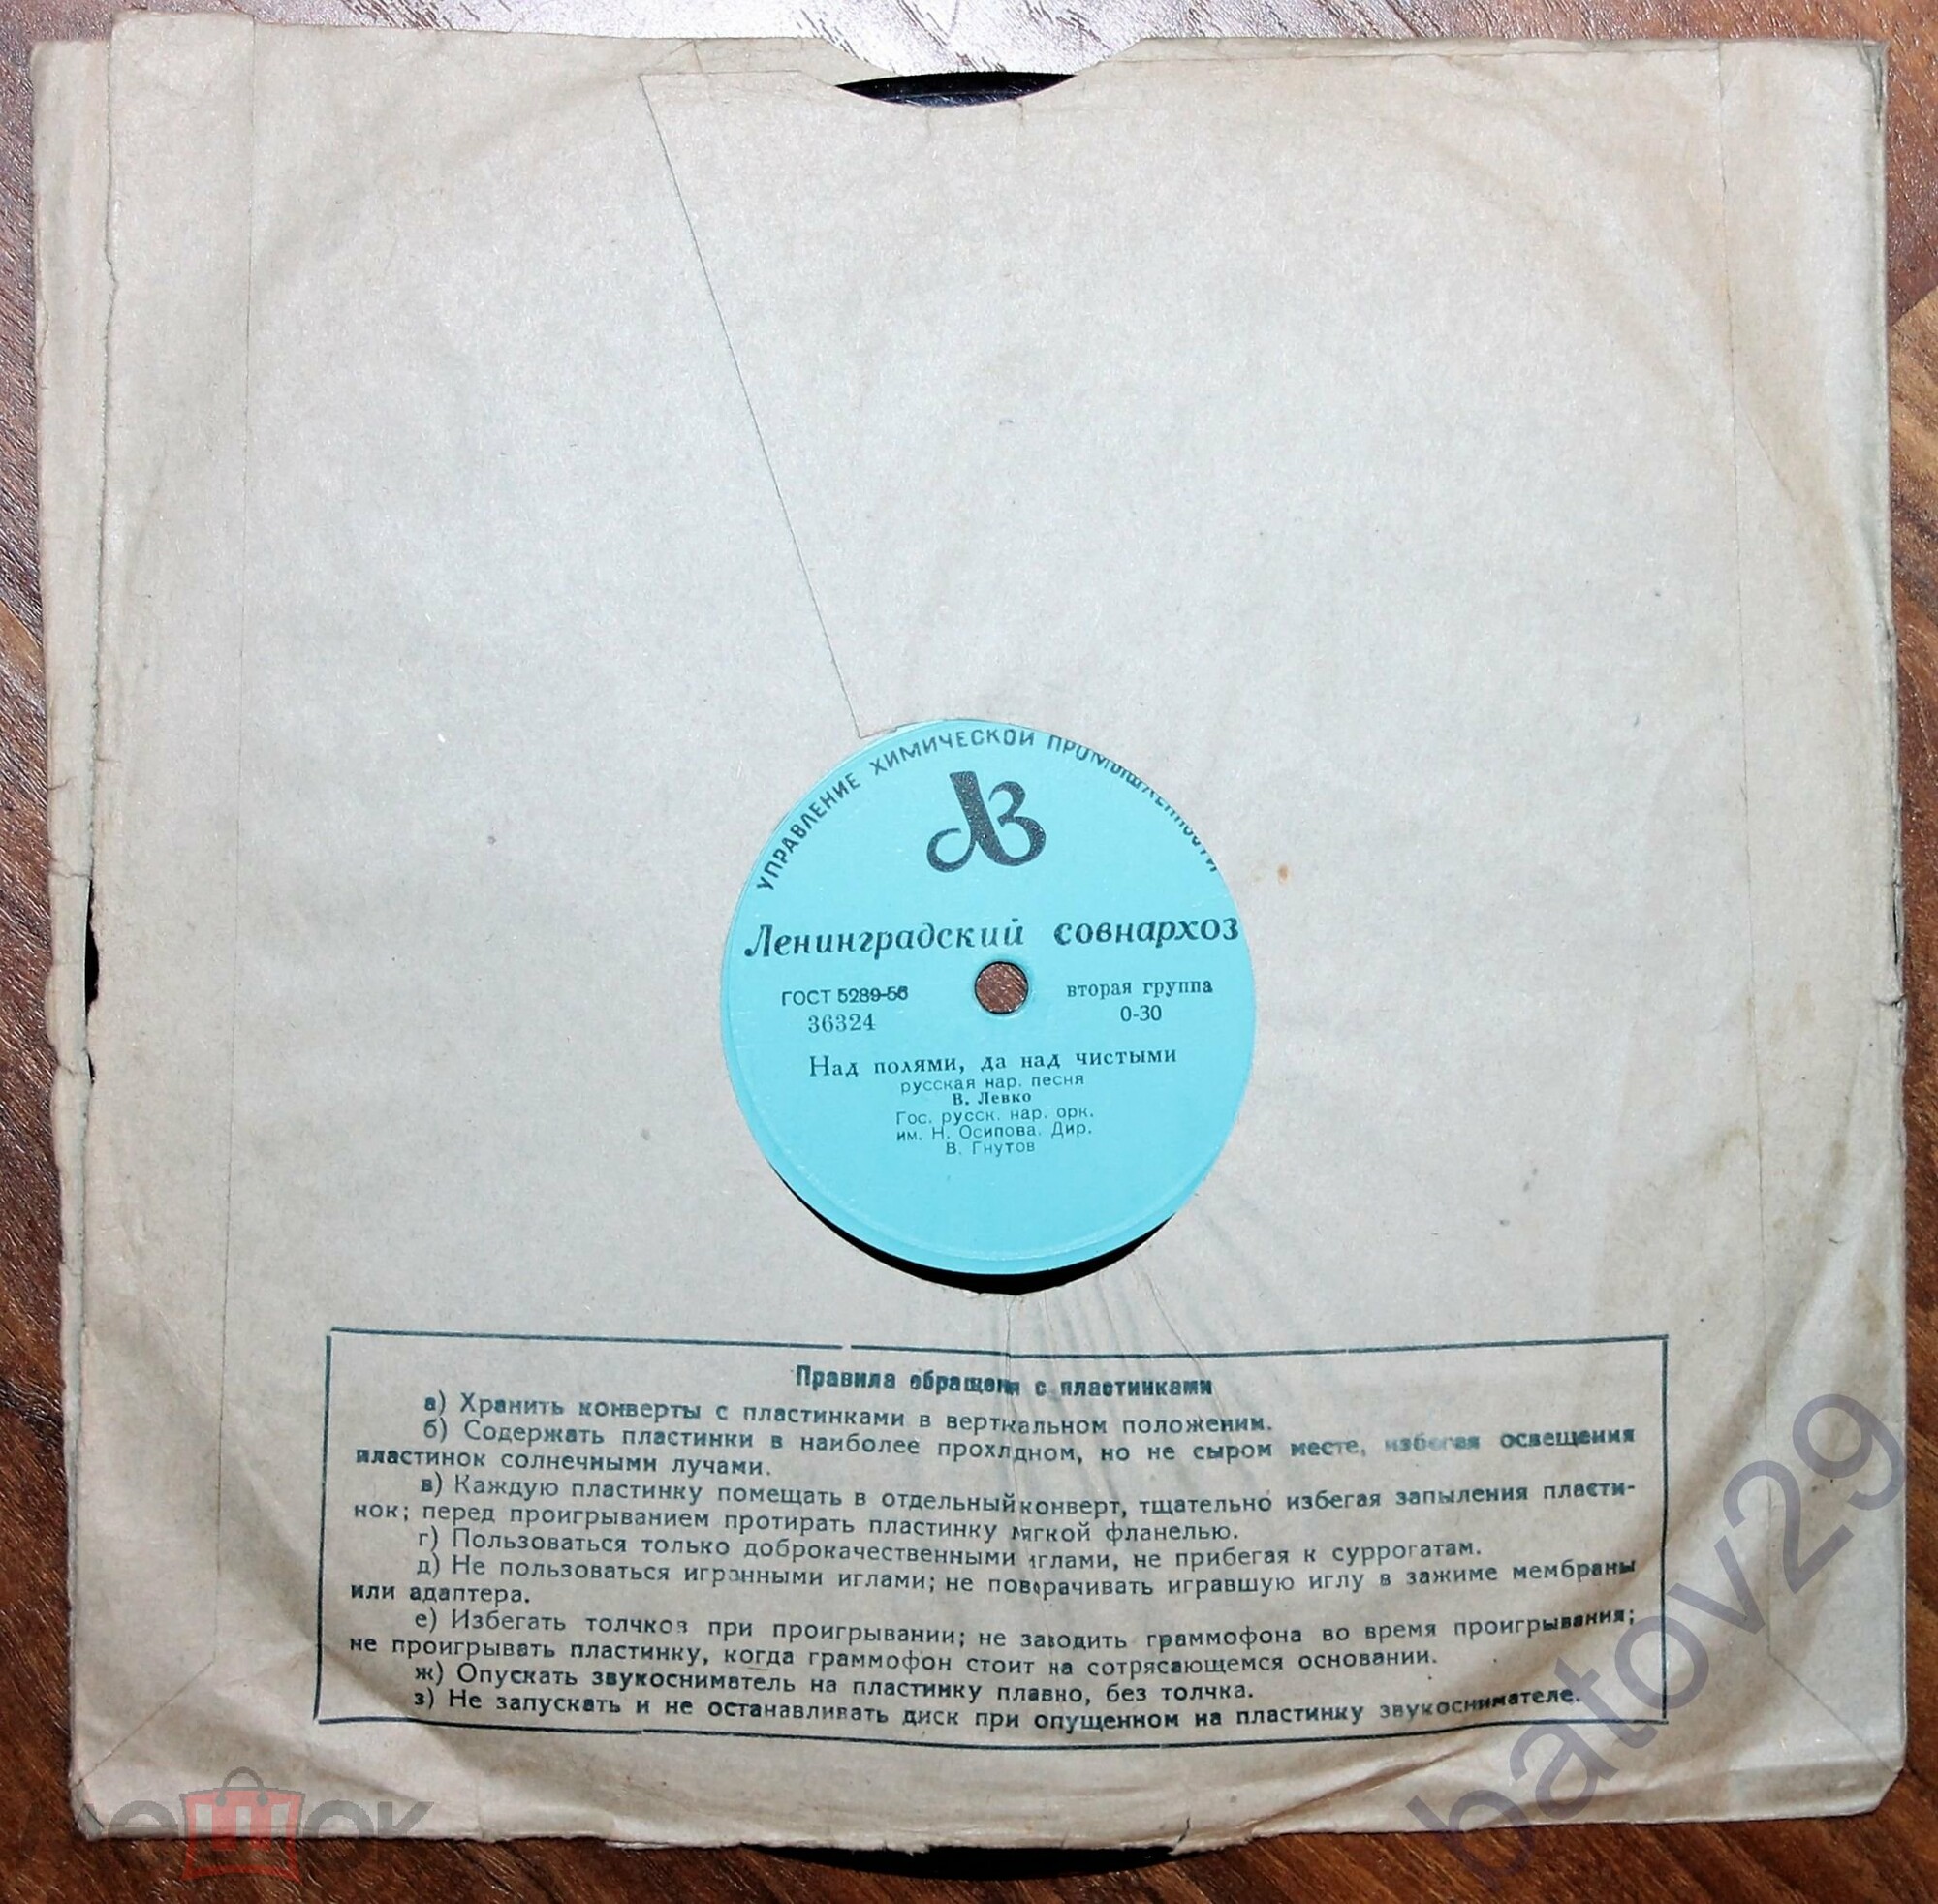 УПРАВЛЕНИЕ ХИМИЧЕСКОЙ ПРОМЫШЛЕННОСТИ
ЛЗ
Ленинградский совнархоз
ГОСТ 5289-56
вторая группа
36324
0-30
Над полями, да над чистыми
русская нар. песня
В. Левко
Гос. русск. нар. орк.
им. Н. Осипова. Дир.
В. Гнутов
Правила обращения с пластинками
а) Хранить конверты с пластинками в вертикальном положении.
б) Содержать пластинки в наиболее прохлдном, но не сыром месте, избегая освещения
пластинок солнечными лучами.
в) Каждую пластинку помещать в отдельный конверт, тщательно избегая запыления пласти-
нок; перед проигрыванием протирать пластинку мягкой фланелью.
г) Пользоваться только доброкачественными иглами, не прибегая к суррогатам.
д) Не пользоваться игранными иглами; не поворачивать игравшую иглу в зажиме мембраны
или адаптера.
е) Избегать толчков при проигрывании; не заводить граммофона во время проигрывания;
не проигрывать пластинку, когда граммофон стоит на сотрясающемся основании.
ж) Опускать звукосниматель на пластинку плавно, без толчка.
з) Не запускать и не останавливать диск при опущенном на пластинку звукоснимателе.
мешок
batov29